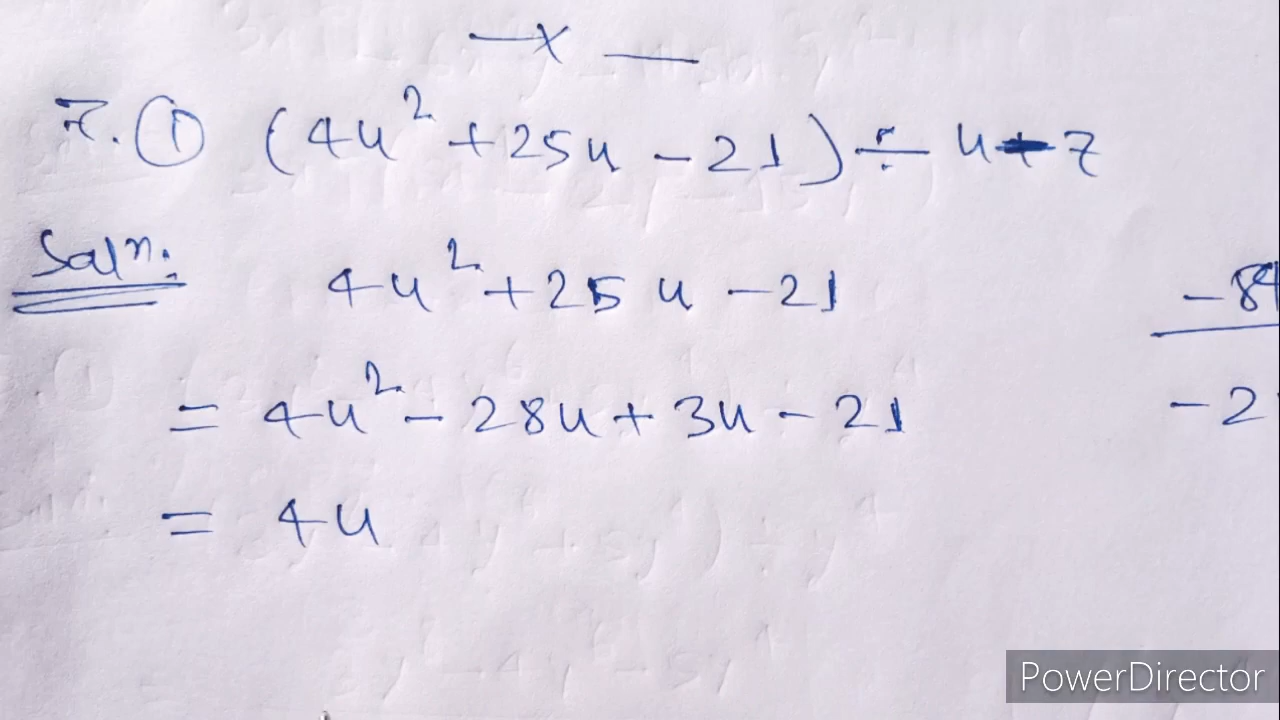 — x —
7. ① (4u² + 25u - 21) ÷ u + 7
Soln:
4u² + 25u - 21
= 4u² - 28u + 3u - 21
= 4u
-84
-2
PowerDirector